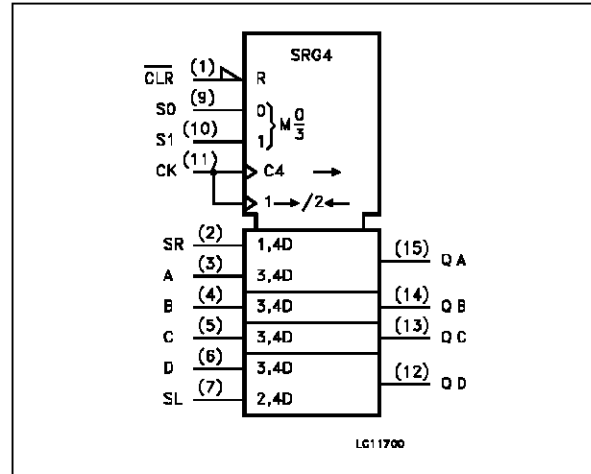 SRG4
CLR (1) R
S0 (9) 0
S1 (10) 1 } M 0/3
CK (11) C4 →
1→/2←
SR (2) 1,4D
(15) QA
A (3) 3,4D
B (4) 3,4D (14) QB
C (5) 3,4D (13) QC
D (6) 3,4D
(12) QD
SL (7) 2,4D
LC11700